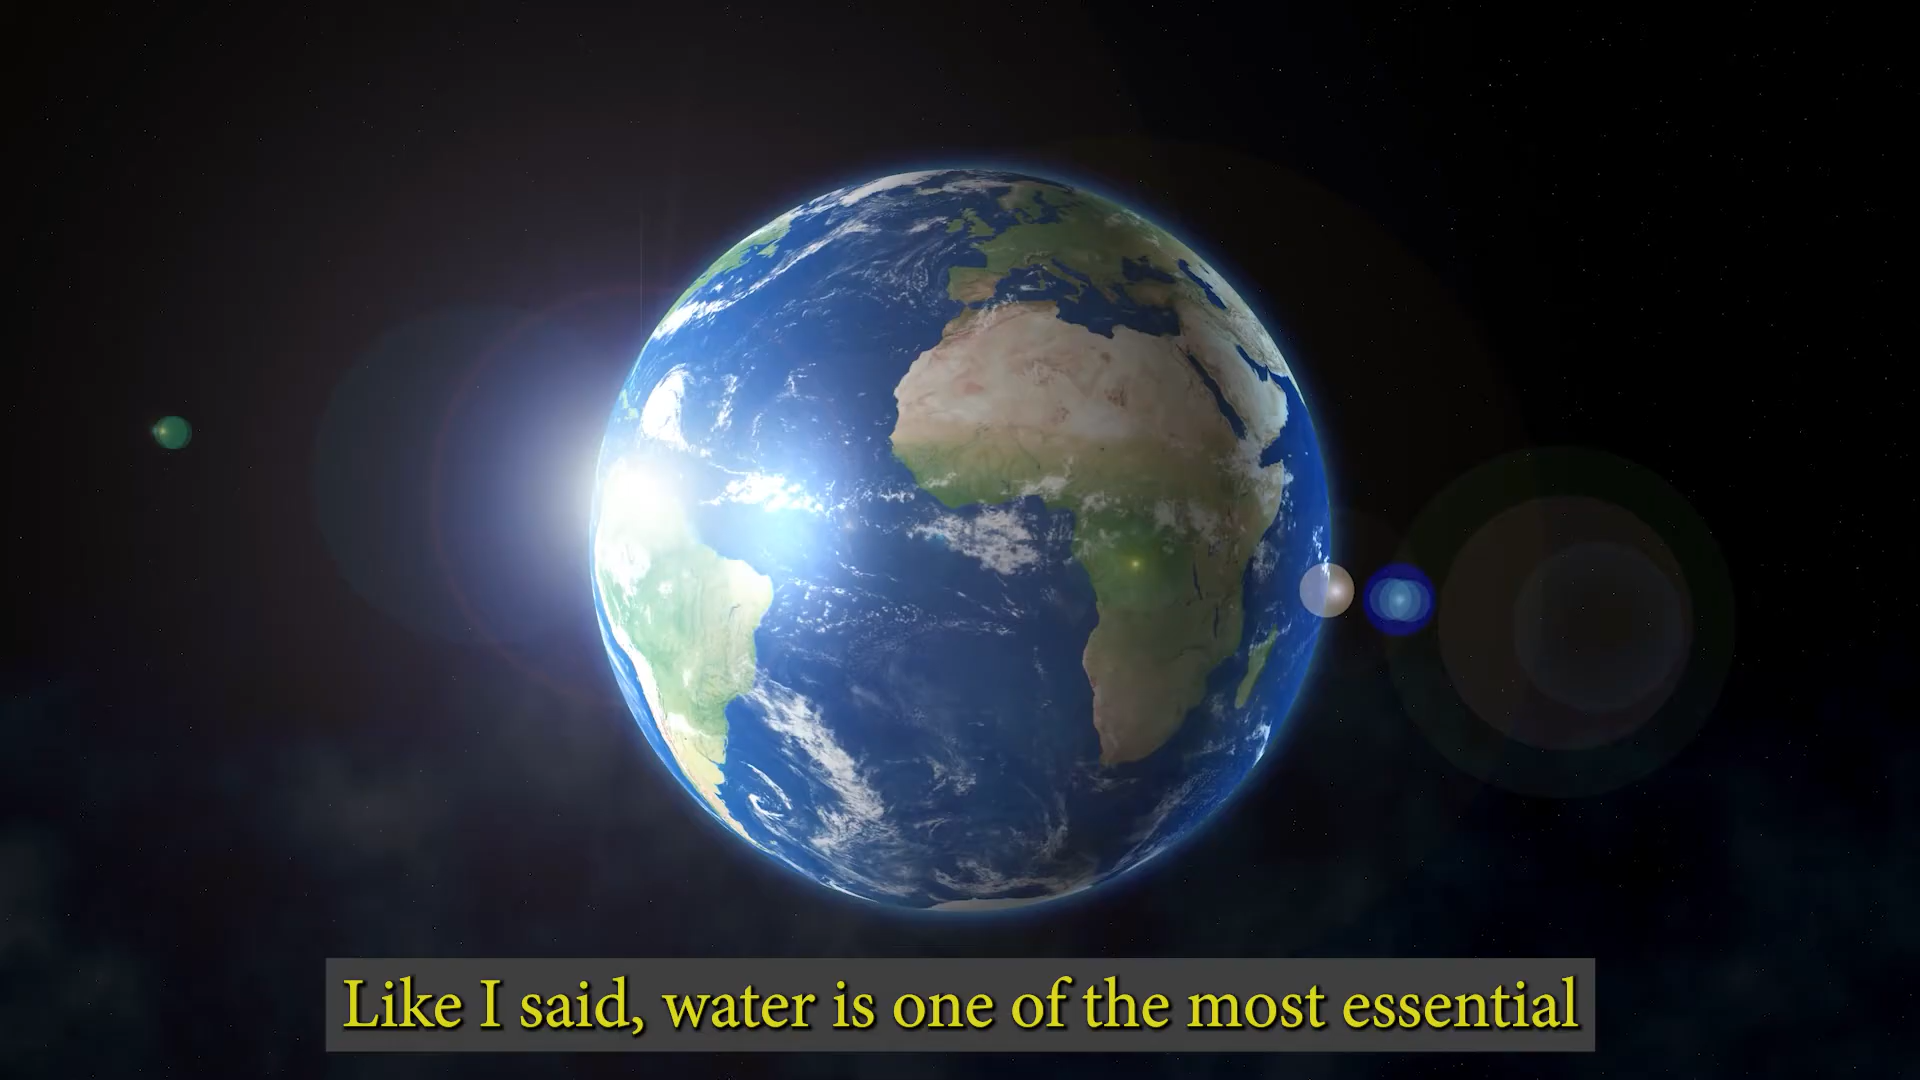 Like I said, water is one of the most essential